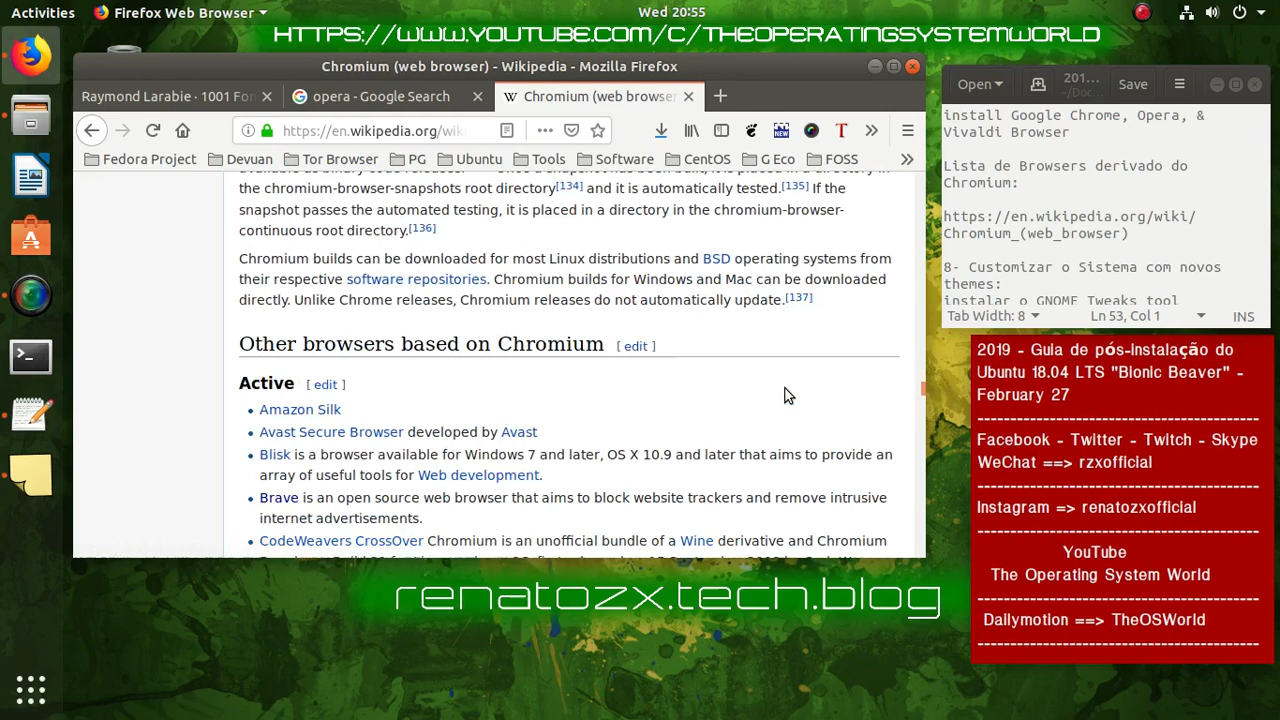 Activities
Firefox Web Browser
Wed 20:55
HTTPS://WWW.YOUTUBE.COM/C/THEOPERATINGSYSTEMWORLD
Chromium (web browser) - Wikipedia - Mozilla Firefox
Raymond Larabie · 1001 Fon
opera - Google Search
Chromium (web browser
https://en.wikipedia.org/wik
Fedora Project
Devuan
Tor Browser
PG
Ubuntu
Tools
Software
CentOS
G Eco
FOSS
the chromium-browser-snapshots root directory[134] and it is automatically tested.[135] If the
snapshot passes the automated testing, it is placed in a directory in the chromium-browser-
continuous root directory.[136]
Chromium builds can be downloaded for most Linux distributions and BSD operating systems from
their respective software repositories. Chromium builds for Windows and Mac can be downloaded
directly. Unlike Chrome releases, Chromium releases do not automatically update.[137]
Other browsers based on Chromium [ edit ]
Active [ edit ]
• Amazon Silk
• Avast Secure Browser developed by Avast
• Blisk is a browser available for Windows 7 and later, OS X 10.9 and later that aims to provide an
array of useful tools for Web development.
• Brave is an open source web browser that aims to block website trackers and remove intrusive
internet advertisements.
• CodeWeavers CrossOver Chromium is an unofficial bundle of a Wine derivative and Chromium
Open
201...
~/Doc...
Save
install Google Chrome, Opera, &
Vivaldi Browser
Lista de Browsers derivado do
Chromium:
https://en.wikipedia.org/wiki/
Chromium_(web_browser)
8- Customizar o Sistema com novos
themes:
instalar o GNOME Tweaks tool
Tab Width: 8
Ln 53, Col 1
INS
2019 - Guia de pós-Instalação do
Ubuntu 18.04 LTS "Bionic Beaver" -
February 27
----------------------------------------
Facebook - Twitter - Twitch - Skype
WeChat ==> rzxofficial
----------------------------------------
Instagram => renatozxofficial
----------------------------------------
YouTube
The Operating System World
----------------------------------------
Dailymotion ==> TheOSWorld
----------------------------------------
renatozx.tech.blog